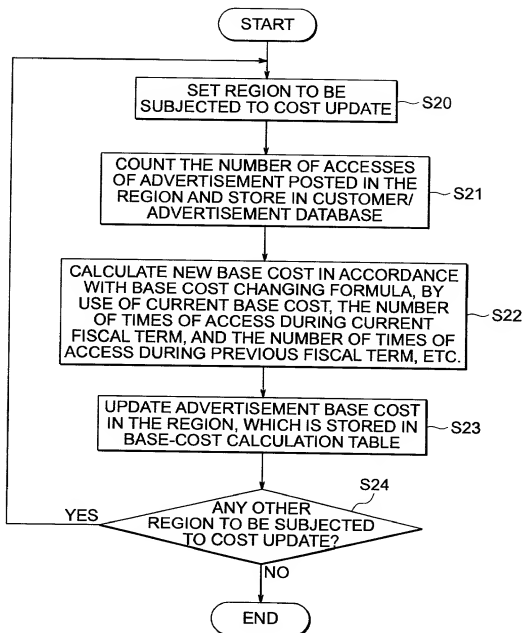 START
SET REGION TO BE
SUBJECTED TO COST UPDATE
S20
COUNT THE NUMBER OF ACCESSES
OF ADVERTISEMENT POSTED IN THE
REGION AND STORE IN CUSTOMER/
ADVERTISEMENT DATABASE
S21
CALCULATE NEW BASE COST IN ACCORDANCE
WITH BASE COST CHANGING FORMULA, BY
USE OF CURRENT BASE COST, THE NUMBER
OF TIMES OF ACCESS DURING CURRENT
FISCAL TERM, AND THE NUMBER OF TIMES OF
ACCESS DURING PREVIOUS FISCAL TERM, ETC.
S22
UPDATE ADVERTISEMENT BASE COST
IN THE REGION, WHICH IS STORED IN
BASE-COST CALCULATION TABLE
S23
S24
ANY OTHER
REGION TO BE SUBJECTED
TO COST UPDATE?
YES
NO
END